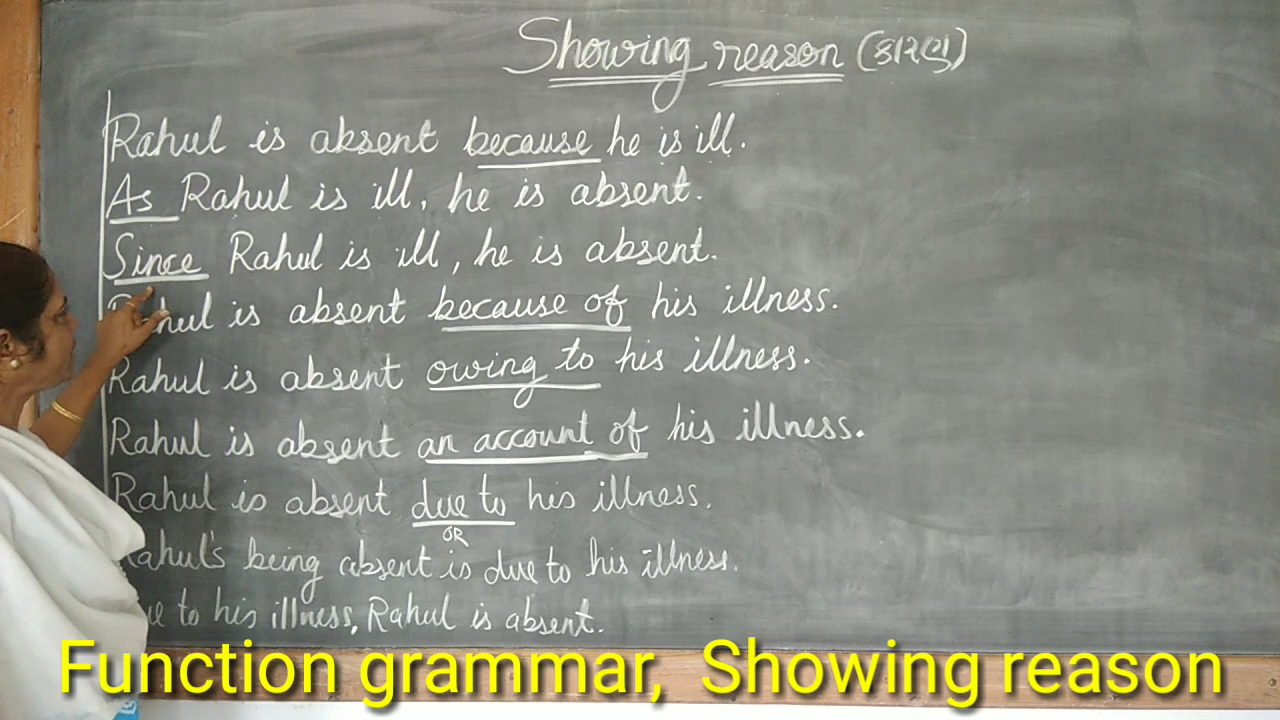 Showing reason (કારણ)
Rahul is absent because he is ill.
As Rahul is ill, he is absent.
Since Rahul is ill, he is absent.
Rahul is absent because of his illness.
Rahul is absent owing to his illness.
Rahul is absent an account of his illness.
Rahul is absent due to his illness.
OR
Rahul's being absent is due to his illness.
to his illness, Rahul is absent.
Function grammar, Showing reason